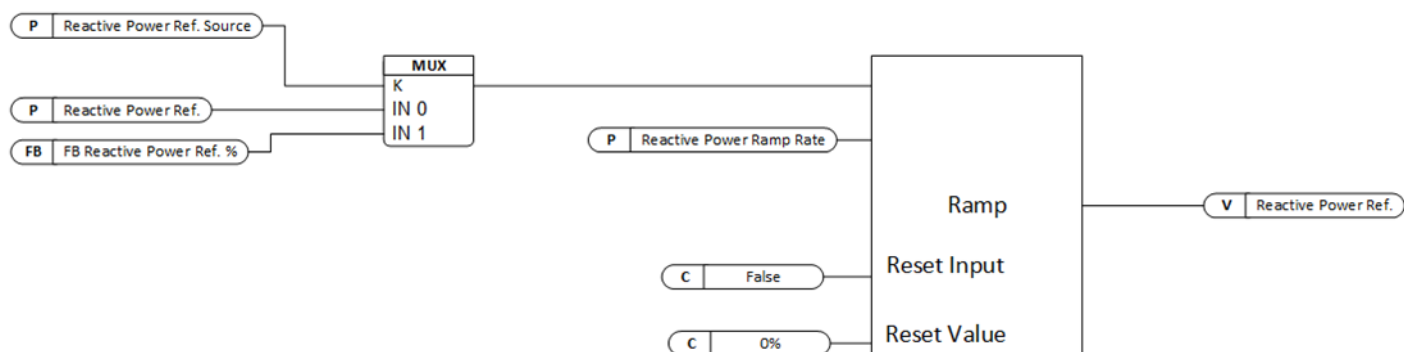 P Reactive Power Ref. Source
MUX
K
P Reactive Power Ref.
IN 0
IN 1
FB FB Reactive Power Ref. %
P Reactive Power Ramp Rate
Ramp
V Reactive Power Ref.
C False
Reset Input
C 0%
Reset Value